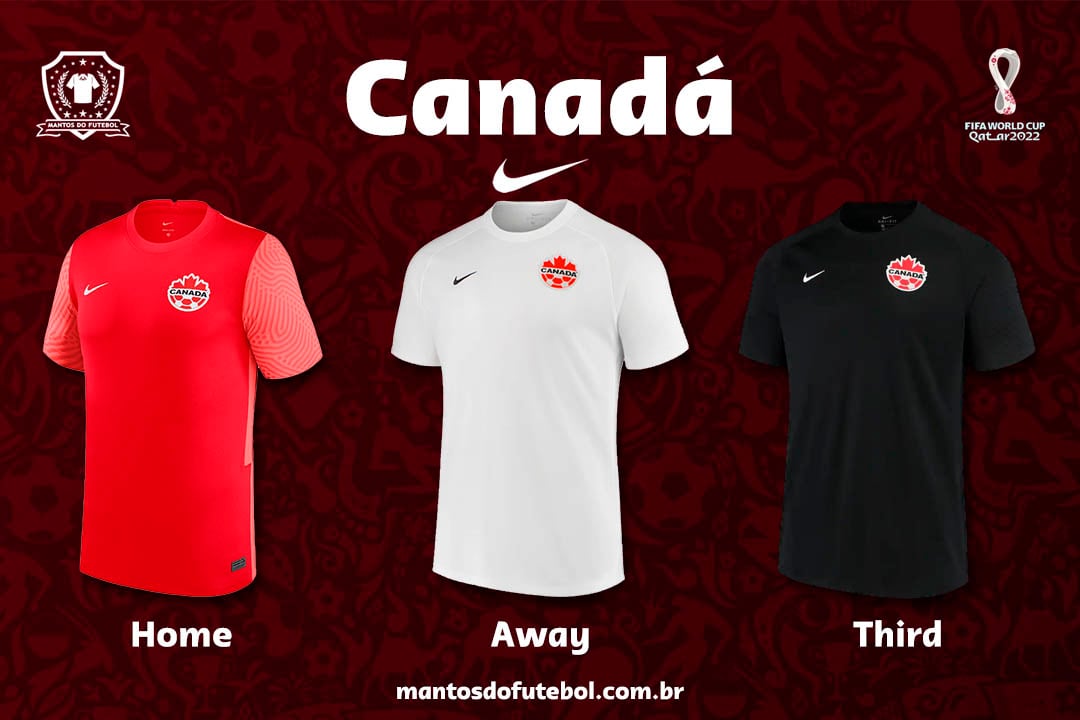 Canadá
MANTOS DO FUTEBOL
FIFA WORLD CUP
Qatar2022
CANADA
CANADA
CANADA
Home
Away
Third
mantosdofutebol.com.br